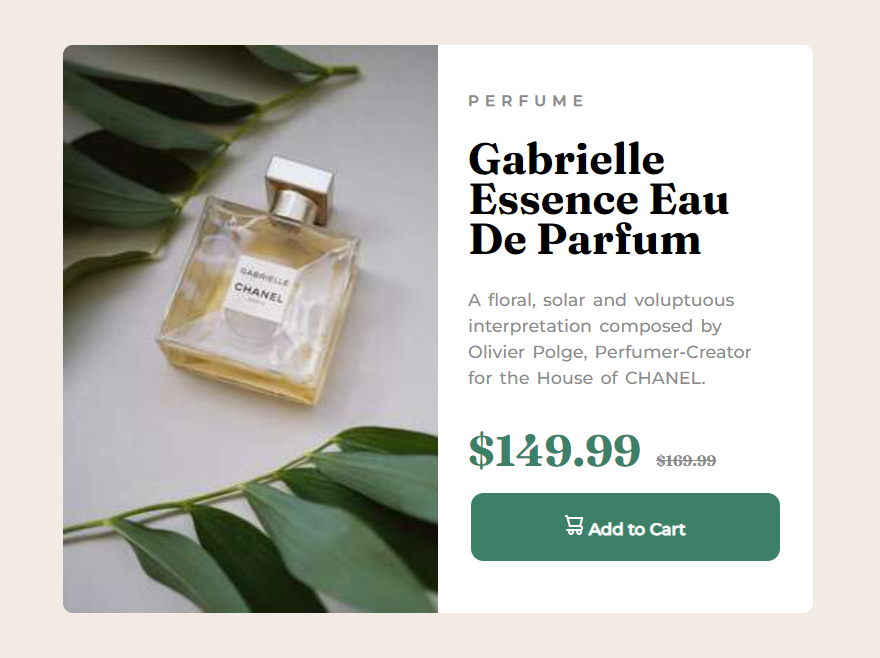 GABRIELLE
CHANEL
PERFUME
Gabrielle
Essence Eau
De Parfum
A floral, solar and voluptuous
interpretation composed by
Olivier Polge, Perfumer-Creator
for the House of CHANEL.
$149.99 $169.99
Add to Cart